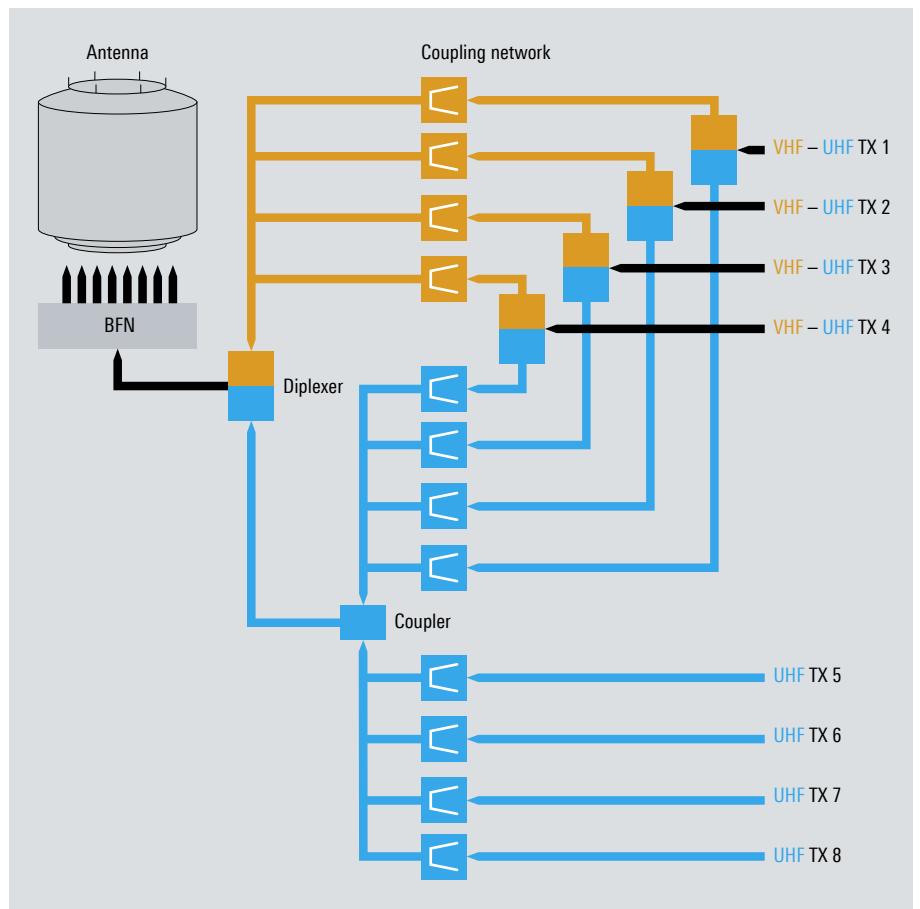 Antenna
Coupling network
VHF – UHF TX 1
VHF – UHF TX 2
VHF – UHF TX 3
VHF – UHF TX 4
BFN
Diplexer
Coupler
UHF TX 5
UHF TX 6
UHF TX 7
UHF TX 8